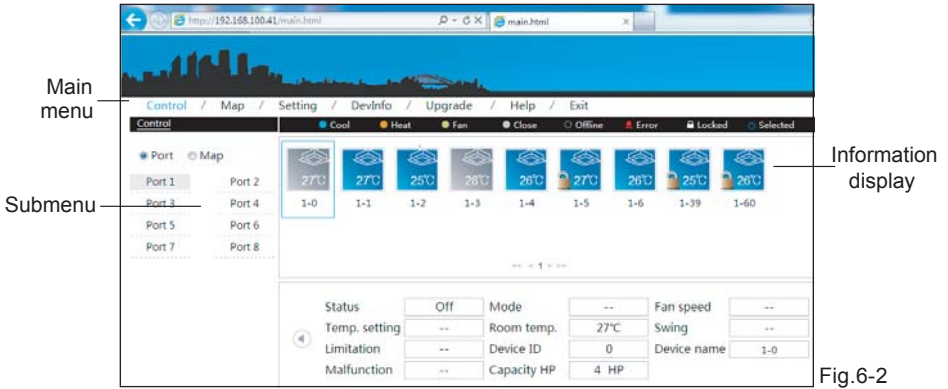 http://192.168.100.41/main.html
main.html
Main menu
Control / Map / Setting / DevInfo / Upgrade / Help / Exit
Control
Cool Heat Fan Close Offline Error Locked Selected
Port Map
Port 1 Port 2
Port 3 Port 4
Port 5 Port 6
Port 7 Port 8
Submenu
27℃ 27℃ 25℃ 28℃ 26℃ 27℃ 26℃ 25℃ 26℃
1-0 1-1 1-2 1-3 1-4 1-5 1-6 1-39 1-60
Information display
<< < 1 > >>
Status Off Mode -- Fan speed --
Temp. setting -- Room temp. 27℃ Swing --
Limitation -- Device ID 0 Device name 1-0
Malfunction -- Capacity HP 4 HP
Fig.6-2